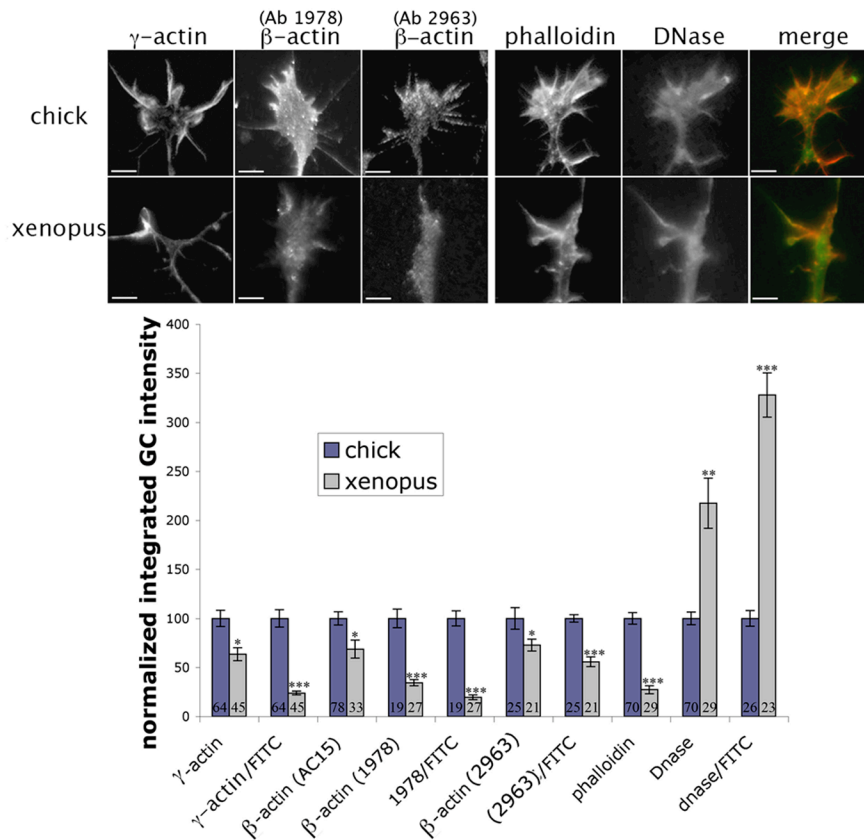 (Ab 1978) (Ab 2963)
γ-actin β-actin β-actin phalloidin DNase merge
chick
xenopus
normalized integrated GC intensity
400
350
300
250
200
150
100
50
0
chick
xenopus
* *** * *** *** * *** *** ** ***
64 45 64 45 78 33 19 27 19 27 25 21 25 21 70 29 70 29 26 23
γ-actin
γ-actin/FITC
β-actin (AC15)
β-actin (1978)
1978/FITC
β-actin (2963)
(2963)/FITC
phalloidin
Dnase
dnase/FITC